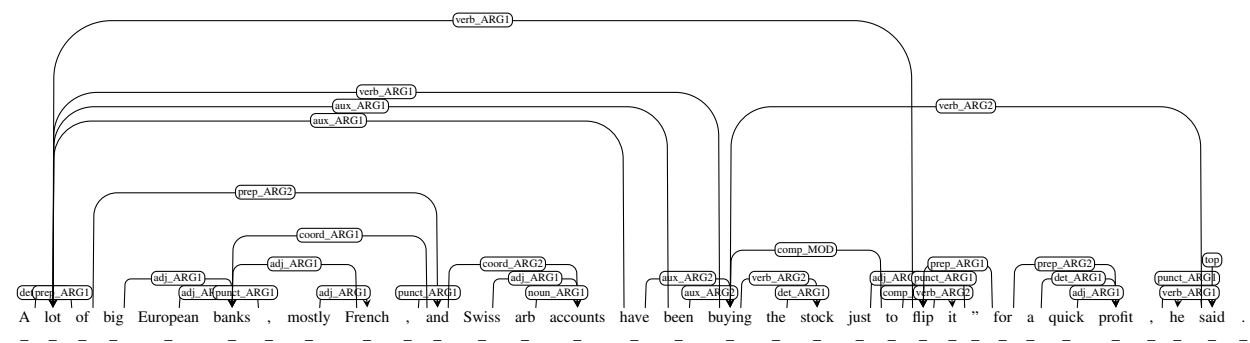 verb_ARG1
verb_ARG1
aux_ARG1 verb_ARG2
aux_ARG1
prep_ARG2
coord_ARG1
comp_MOD
top
adj_ARG1 coord_ARG2 prep_ARG1 prep_ARG2
adj_ARG1 adj_ARG1 aux_ARG2 verb_ARG2 punct_ARG1 det_ARG1 punct_ARG1
prep_ARG1 punct_ARG1 adj_ARG1 punct_ARG1 noun_ARG1 aux_ARG2 det_ARG1 verb_ARG2 adj_ARG1 verb_ARG1
A lot of big European banks , mostly French , and Swiss arb accounts have been buying the stock just to flip it ” for a quick profit , he said .
_ _ _ _ _ _ _ _ _ _ _ _ _ _ _ _ _ _ _ _ _ _ _ _ _ _ _ _ _ _ _ _